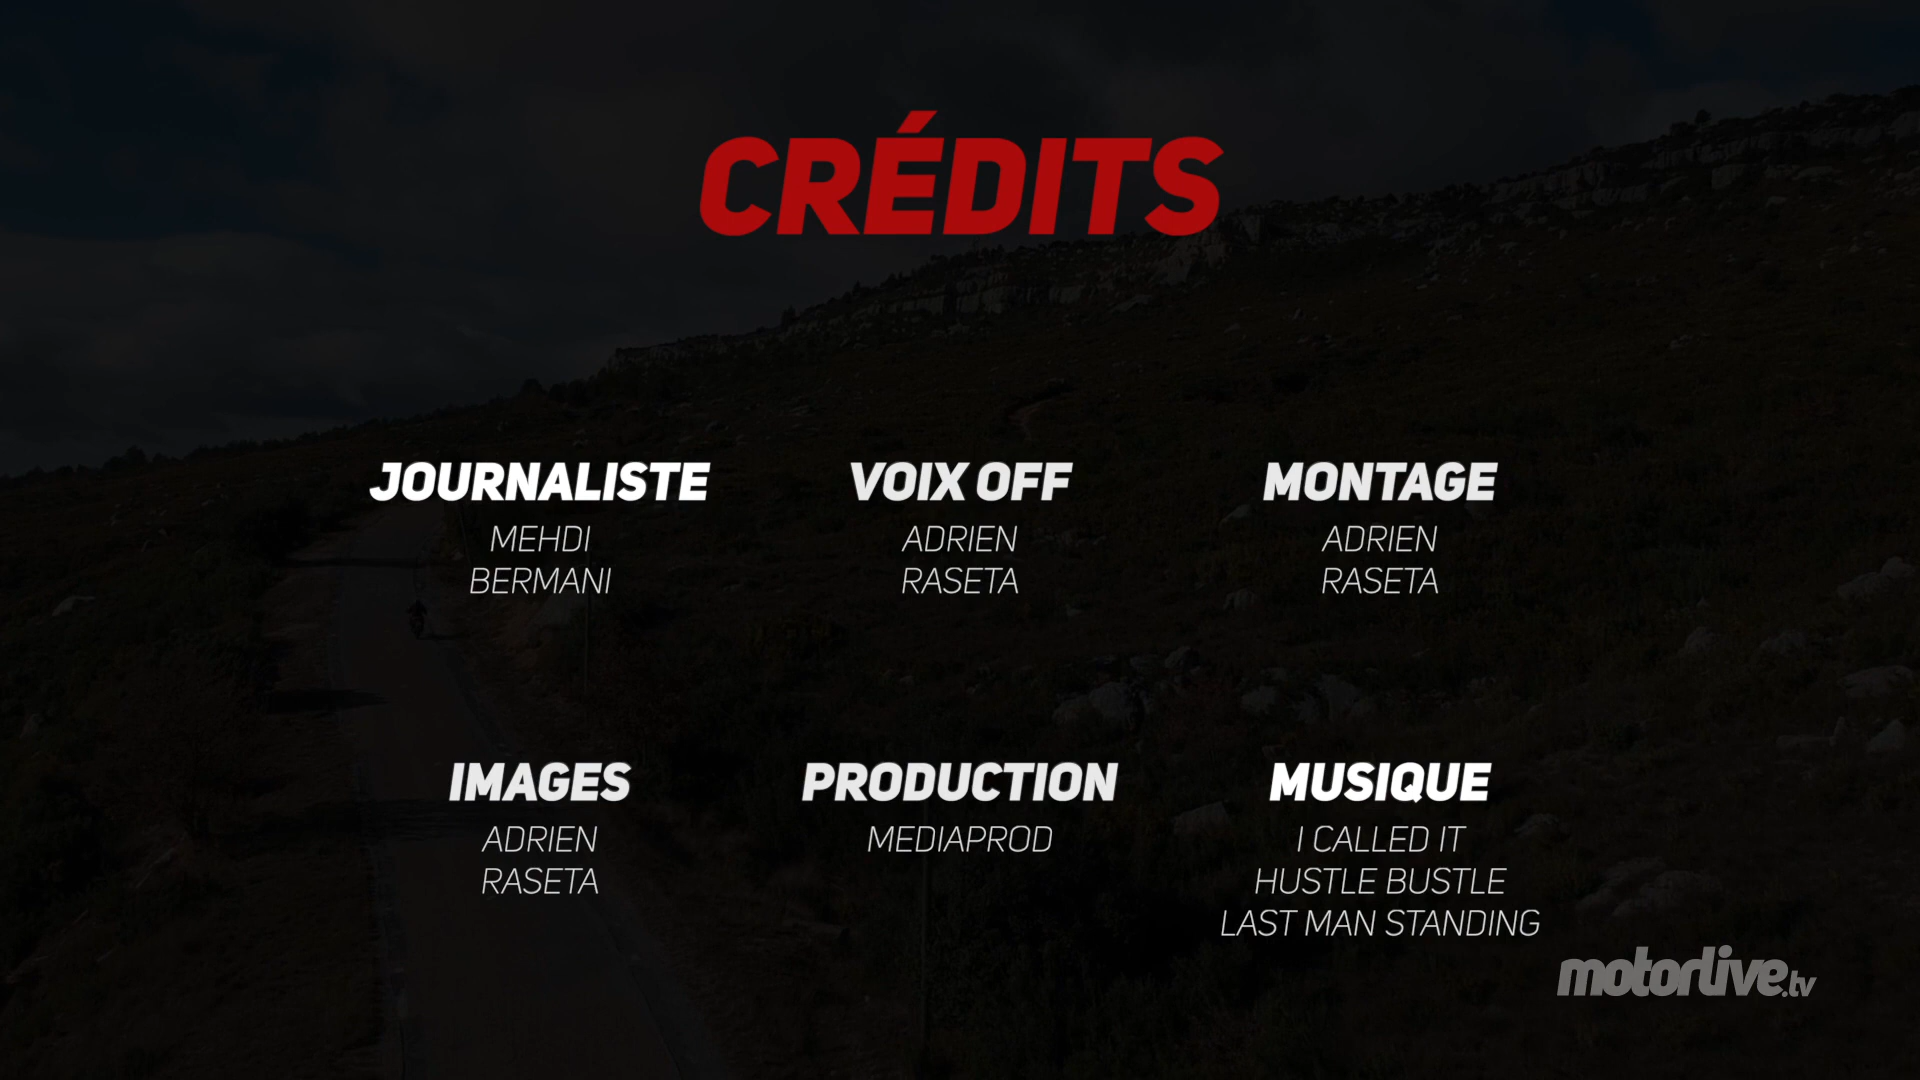 CRÉDITS
JOURNALISTE
MEHDI
BERMANI
VOIX OFF
ADRIEN
RASETA
MONTAGE
ADRIEN
RASETA
IMAGES
ADRIEN
RASETA
PRODUCTION
MEDIAPROD
MUSIQUE
I CALLED IT
HUSTLE BUSTLE
LAST MAN STANDING
motorlive.tv